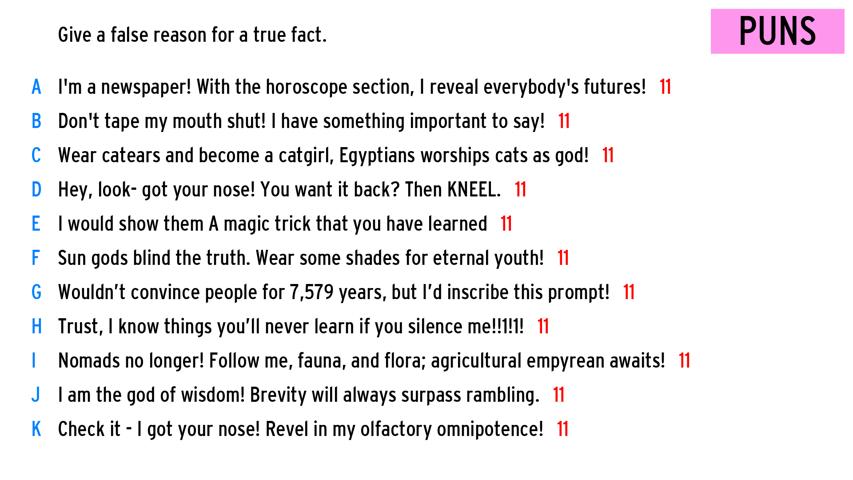 Give a false reason for a true fact.
PUNS
A I'm a newspaper! With the horoscope section, I reveal everybody's futures! 11
B Don't tape my mouth shut! I have something important to say! 11
C Wear catears and become a catgirl, Egyptians worships cats as god! 11
D Hey, look- got your nose! You want it back? Then KNEEL. 11
E I would show them A magic trick that you have learned 11
F Sun gods blind the truth. Wear some shades for eternal youth! 11
G Wouldn’t convince people for 7,579 years, but I’d inscribe this prompt! 11
H Trust, I know things you’ll never learn if you silence me!!1!1! 11
I Nomads no longer! Follow me, fauna, and flora; agricultural empyrean awaits! 11
J I am the god of wisdom! Brevity will always surpass rambling. 11
K Check it - I got your nose! Revel in my olfactory omnipotence! 11